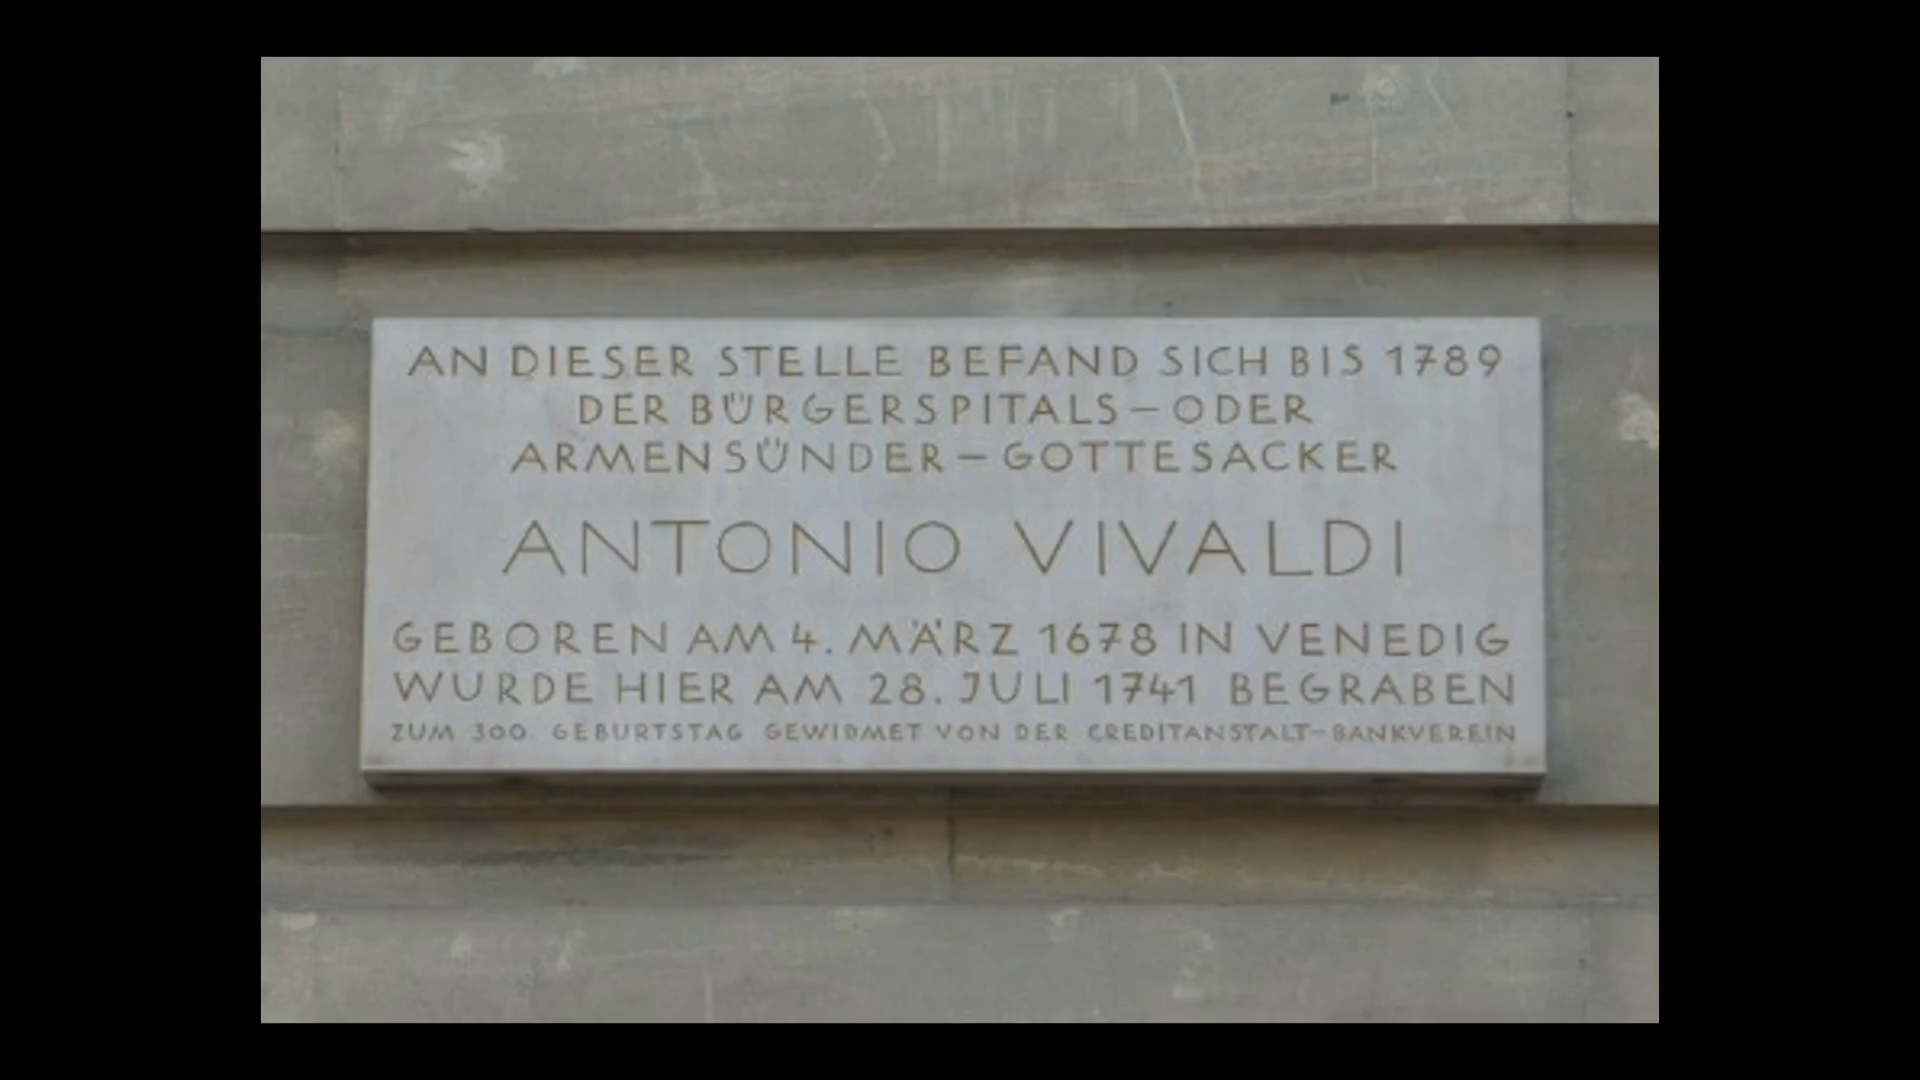 AN DIESER STELLE BEFAND SICH BIS 1789
DER BÜRGERSPITALS – ODER
ARMENSÜNDER – GOTTESACKER
ANTONIO VIVALDI
GEBOREN AM 4. MÄRZ 1678 IN VENEDIG
WURDE HIER AM 28. JULI 1741 BEGRABEN
ZUM 300. GEBURTSTAG GEWIDMET VON DER CREDITANSTALT–BANKVEREIN